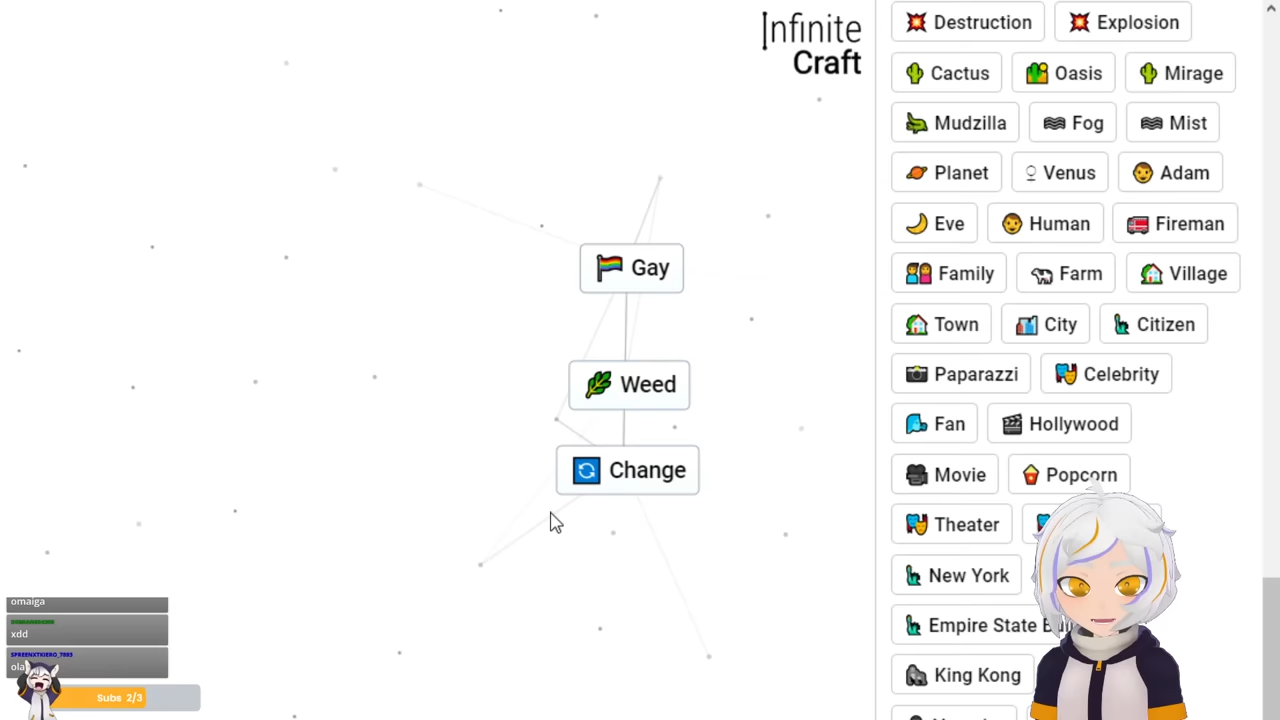 Infinite
Craft
Destruction
Explosion
Cactus
Oasis
Mirage
Mudzilla
Fog
Mist
Planet
Venus
Adam
Eve
Human
Fireman
Family
Farm
Village
Town
City
Citizen
Paparazzi
Celebrity
Fan
Hollywood
Movie
Popcorn
Theater
New York
Empire State
King Kong
Gay
Weed
Change
omaiga
xdd
SPREENXTKIERO_7885
ola
Subs 2/3